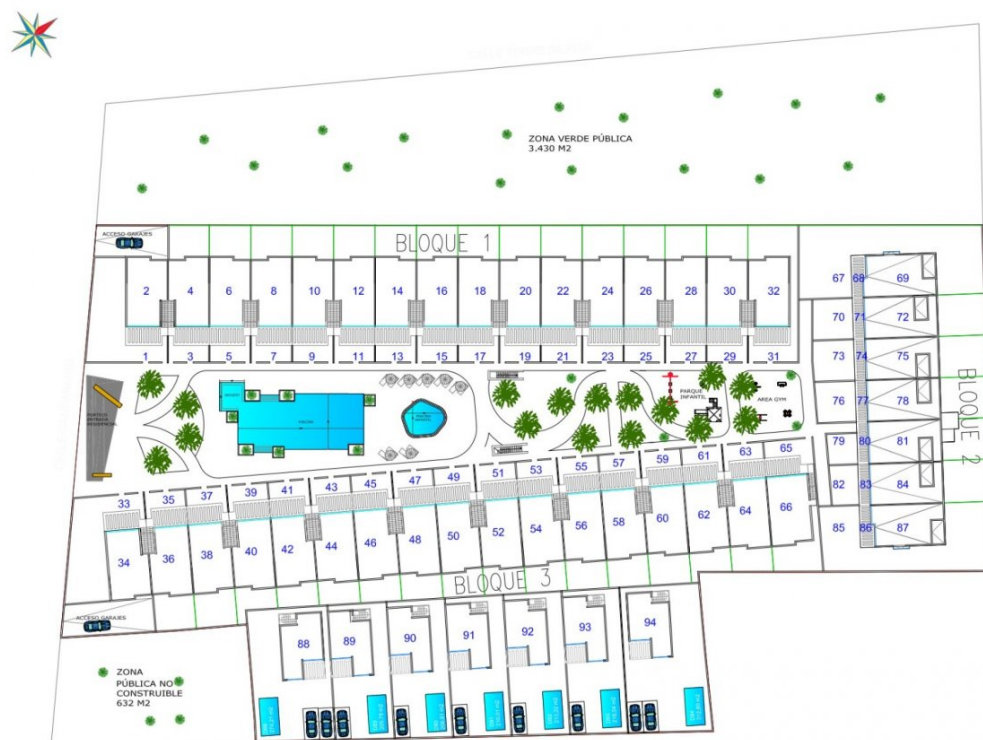 ZONA VERDE PÚBLICA
3.430 M2
ACCESO GARAJES
BLOQUE 1
2 4 6 8 10 12 14 16 18 20 22 24 26 28 30 32
1 3 5 7 9 11 13 15 17 19 21 23 25 27 29 31
67 68 69
70 71 72
73 74 75
76 77 78
79 80 81
82 83 84
85 86 87
BLOQUE 2
PARQUE
INFANTIL
AREA GYM
33 35 37 39 41 43 45 47 49 51 53 55 57 59 61 63 65
34 36 38 40 42 44 46 48 50 52 54 56 58 60 62 64 66
BLOQUE 3
ACCESO GARAJES
88 89 90 91 92 93 94
ZONA
PÚBLICA NO
CONSTRUIBLE
632 M2